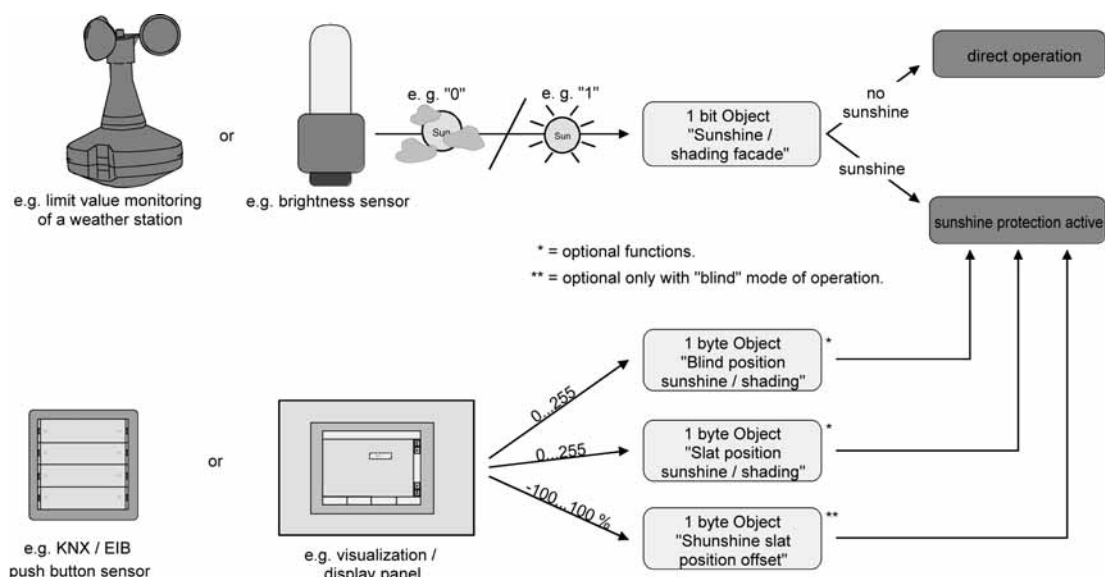 direct operation
e. g. "0"
e. g. "1"
no
sunshine
or
Sun
Sun
1 bit Object
"Sunshine /
shading facade"
sunshine
e.g. limit value monitoring
of a weather station
e.g. brightness sensor
sunshine protection active
* = optional functions.
** = optional only with "blind" mode of operation.
1 byte Object
"Blind position
sunshine / shading"
*
0...255
1 byte Object
"Slat position
sunshine / shading"
*
0...255
or
-100...100 %
1 byte Object
"Shunshine slat
position offset"
**
e.g. KNX / EIB
push button sensor
e.g. visualization /
display panel